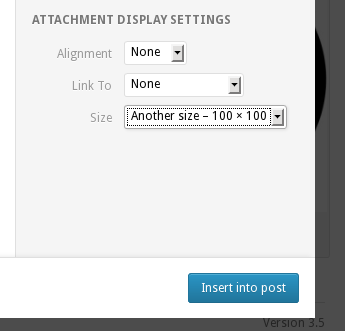 ATTACHMENT DISPLAY SETTINGS
Alignment None
Link To None
Size Another size – 100 × 100
Insert into post
Version 3.5